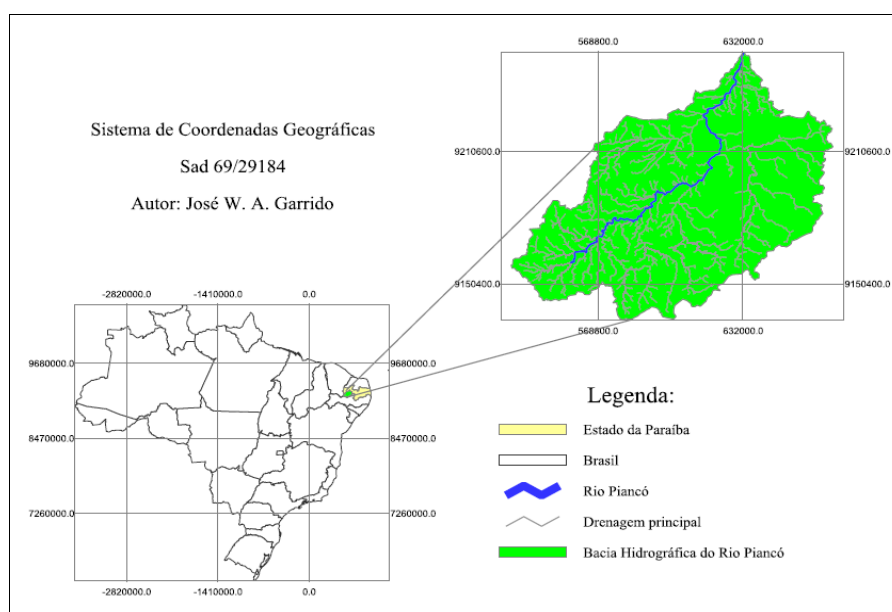 Sistema de Coordenadas Geográficas
Sad 69/29184
Autor: José W. A. Garrido
568800.0 632000.0
9210600.0 9210600.0
9150400.0 9150400.0
568800.0 632000.0
-2820000.0 -1410000.0 0.0
9680000.0 9680000.0
8470000.0 8470000.0
7260000.0 7260000.0
-2820000.0 -1410000.0 0.0
Legenda:
Estado da Paraíba
Brasil
Rio Piancó
Drenagem principal
Bacia Hidrográfica do Rio Piancó